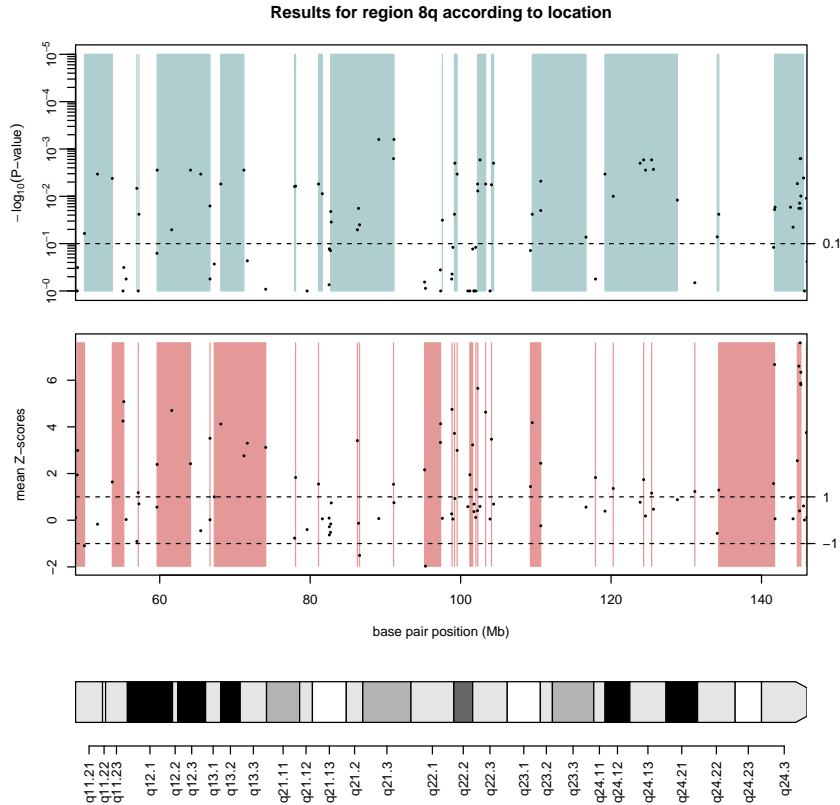 Results for region 8q according to location
− log10(P−value)
10−5
10−4
10−3
10−2
10−1
10−0
0.1
mean Z−scores
6
4
2
0
−2
1
−1
60
80
100
120
140
base pair position (Mb)
q11.21
q11.22
q11.23
q12.1
q12.2
q12.3
q13.1
q13.2
q13.3
q21.11
q21.12
q21.13
q21.2
q21.3
q22.1
q22.2
q22.3
q23.1
q23.2
q23.3
q24.11
q24.12
q24.13
q24.21
q24.22
q24.23
q24.3